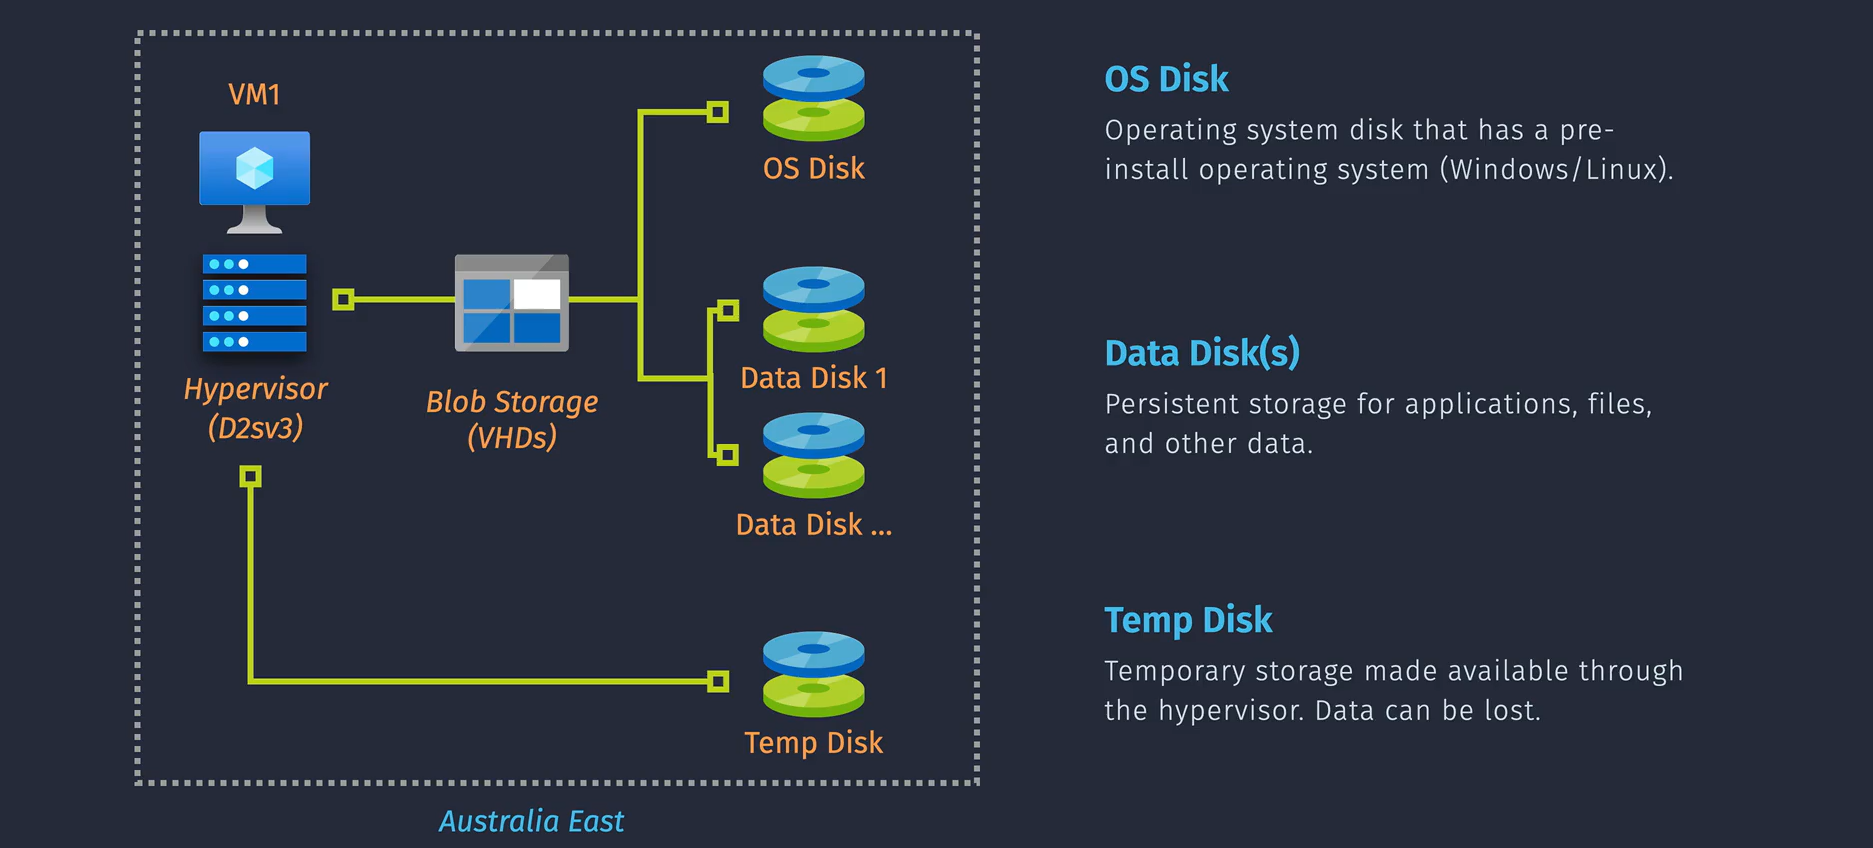 VM1
Hypervisor
(D2sv3)
Blob Storage
(VHDs)
OS Disk
Data Disk 1
Data Disk ...
Temp Disk
Australia East
OS Disk
Operating system disk that has a pre-
install operating system (Windows/Linux).
Data Disk(s)
Persistent storage for applications, files,
and other data.
Temp Disk
Temporary storage made available through
the hypervisor. Data can be lost.